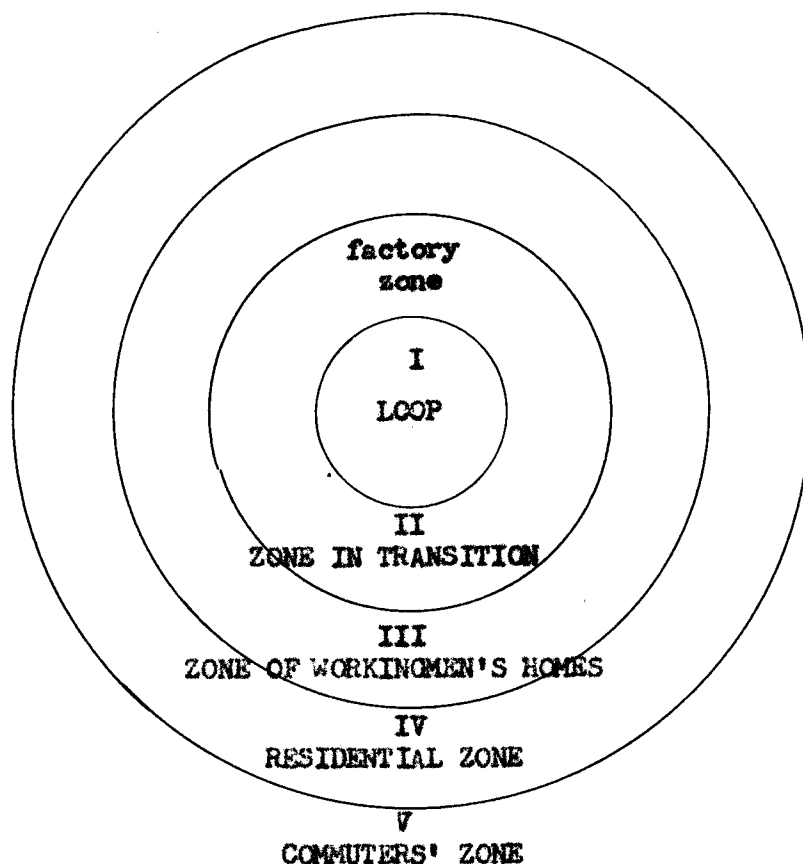 factory
zone
I
LOOP
II
ZONE IN TRANSITION
III
ZONE OF WORKINGMEN'S HOMES
IV
RESIDENTIAL ZONE
V
COMMUTERS' ZONE